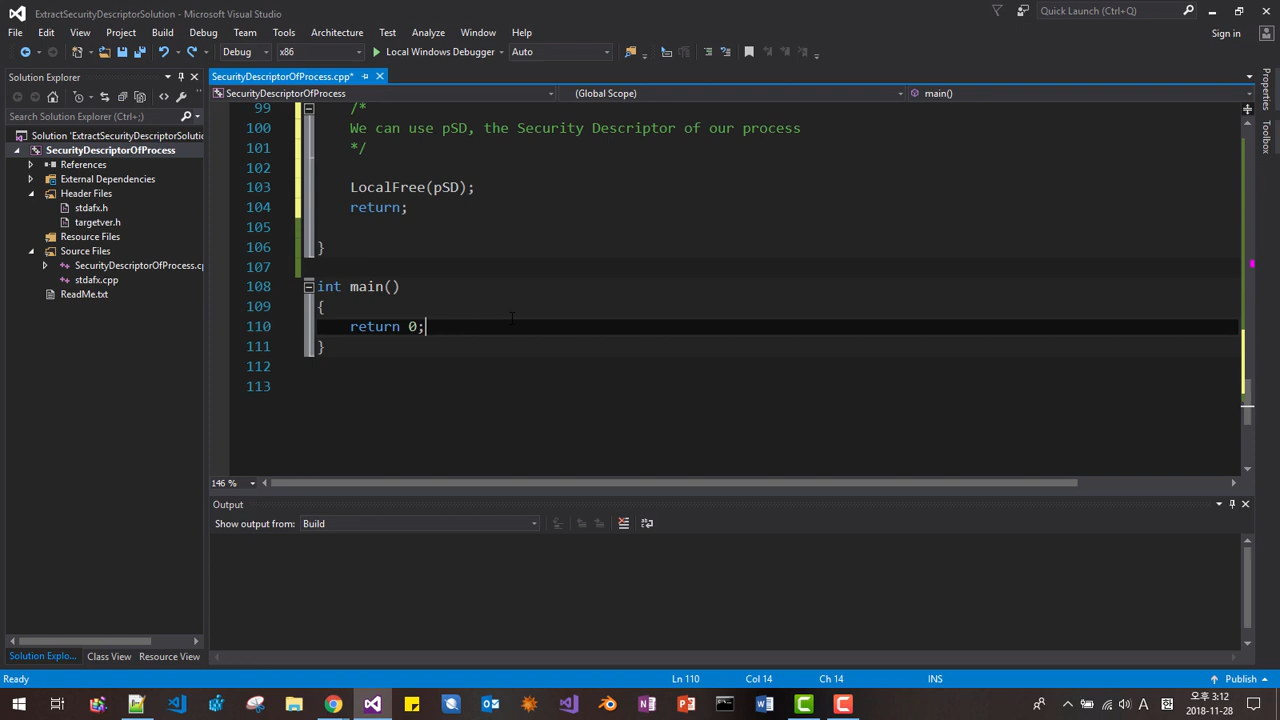 ExtractSecurityDescriptorSolution - Microsoft Visual Studio
Quick Launch (Ctrl+Q)
File Edit View Project Build Debug Team Tools Architecture Test Analyze Window Help
Sign in
Debug x86 Local Windows Debugger Auto
Solution Explorer
SecurityDescriptorOfProcess.cpp*
SecurityDescriptorOfProcess (Global Scope) main()
Search Solution Explorer (Ctrl+;)
Solution 'ExtractSecurityDescriptorSolutio
SecurityDescriptorOfProcess
References
External Dependencies
Header Files
stdafx.h
targetver.h
Resource Files
Source Files
SecurityDescriptorOfProcess.cp
stdafx.cpp
ReadMe.txt
99 /*
100 We can use pSD, the Security Descriptor of our process
101 */
102
103 LocalFree(pSD);
104 return;
105
106 }
107
108 int main()
109 {
110 return 0;
111 }
112
113
146 %
Properties
Toolbox
Output
Show output from: Build
Solution Explo... Class View Resource View
Ready
Ln 110 Col 14 Ch 14 INS Publish
A 오후 3:12
2018-11-28